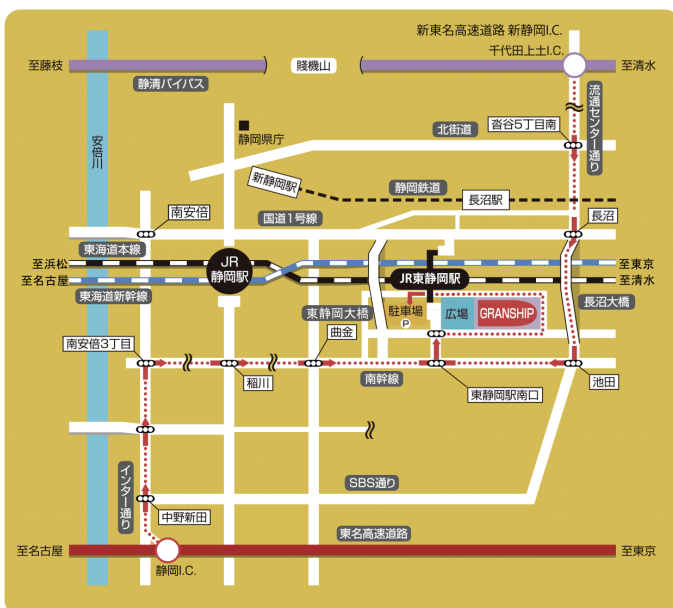 新東名高速道路 新静岡I.C.
千代田上土I.C.
至藤枝
賤機山
至清水
静清バイパス
流通センター通り
安倍川
静岡県庁
北街道
沓谷5丁目南
新静岡駅
静岡鉄道
長沼駅
南安倍
国道1号線
長沼
東海道本線
至浜松
JR
静岡駅
至東京
至名古屋
JR東静岡駅
至清水
東海道新幹線
東静岡大橋
駐車場
P
広場
GRANSHIP
長沼大橋
南安倍3丁目
曲金
稲川
南幹線
東静岡駅南口
池田
インター通り
SBS通り
中野新田
東名高速道路
至名古屋
至東京
静岡I.C.